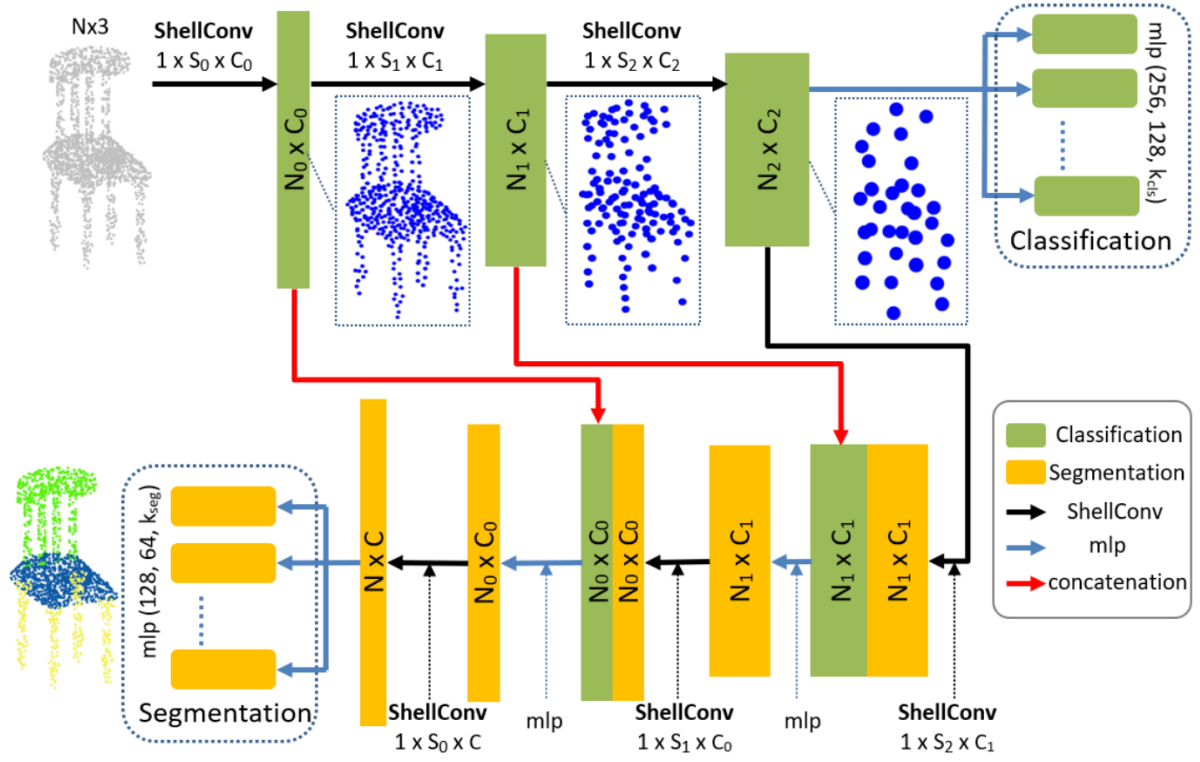 Nx3
ShellConv
1 x S₀ x C₀
ShellConv
1 x S₁ x C₁
ShellConv
1 x S₂ x C₂
N₀ x C₀
N₁ x C₁
N₂ x C₂
mlp (256, 128, k_cls)
Classification
Classification
Segmentation
ShellConv
mlp
concatenation
mlp (128, 64, k_seg)
Segmentation
N x C
N₀ x C₀
N₀ x C₀
N₀ x C₀
N₁ x C₁
N₁ x C₁
N₁ x C₁
ShellConv
1 x S₀ x C
mlp
ShellConv
1 x S₁ x C₀
mlp
ShellConv
1 x S₂ x C₁